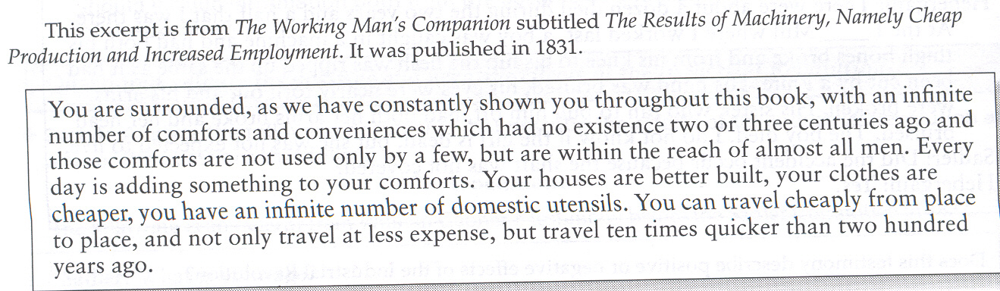 This excerpt is from The Working Man's Companion subtitled The Results of Machinery, Namely Cheap
Production and Increased Employment. It was published in 1831.
You are surrounded, as we have constantly shown you throughout this book, with an infinite
number of comforts and conveniences which had no existence two or three centuries ago and
those comforts are not used only by a few, but are within the reach of almost all men. Every
day is adding something to your comforts. Your houses are better built, your clothes are
cheaper, you have an infinite number of domestic utensils. You can travel cheaply from place
to place, and not only travel at less expense, but travel ten times quicker than two hundred
years ago.